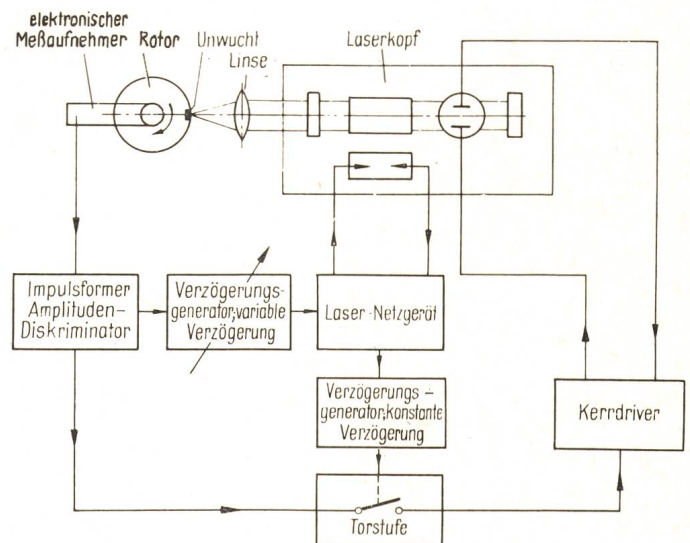 elektronischer
Meßaufnehmer
Rotor
Unwucht
Linse
Laserkopf
Impulsformer
Amplituden-
Diskriminator
Verzögerungs-
generator,variable
Verzögerung
Laser-Netzgerät
Verzögerungs-
generator,konstante
Verzögerung
Kerrdriver
Torstufe